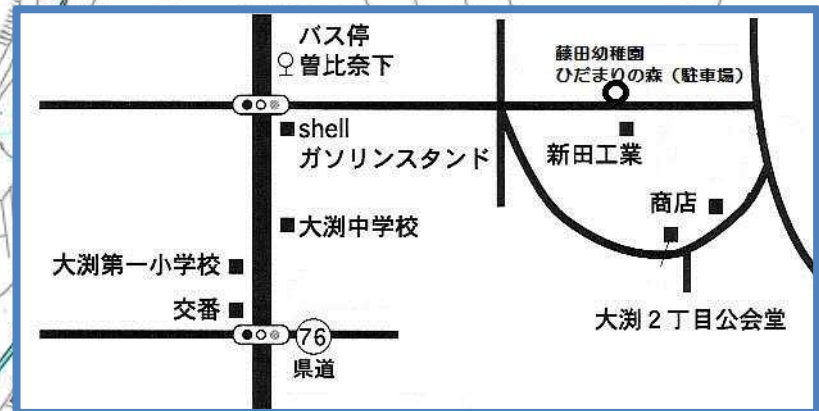 バス停
曽比奈下
藤田幼稚園
ひだまりの森（駐車場）
shell
ガソリンスタンド
新田工業
商店
大渕中学校
大渕第一小学校
交番
大渕２丁目公会堂
76
県道